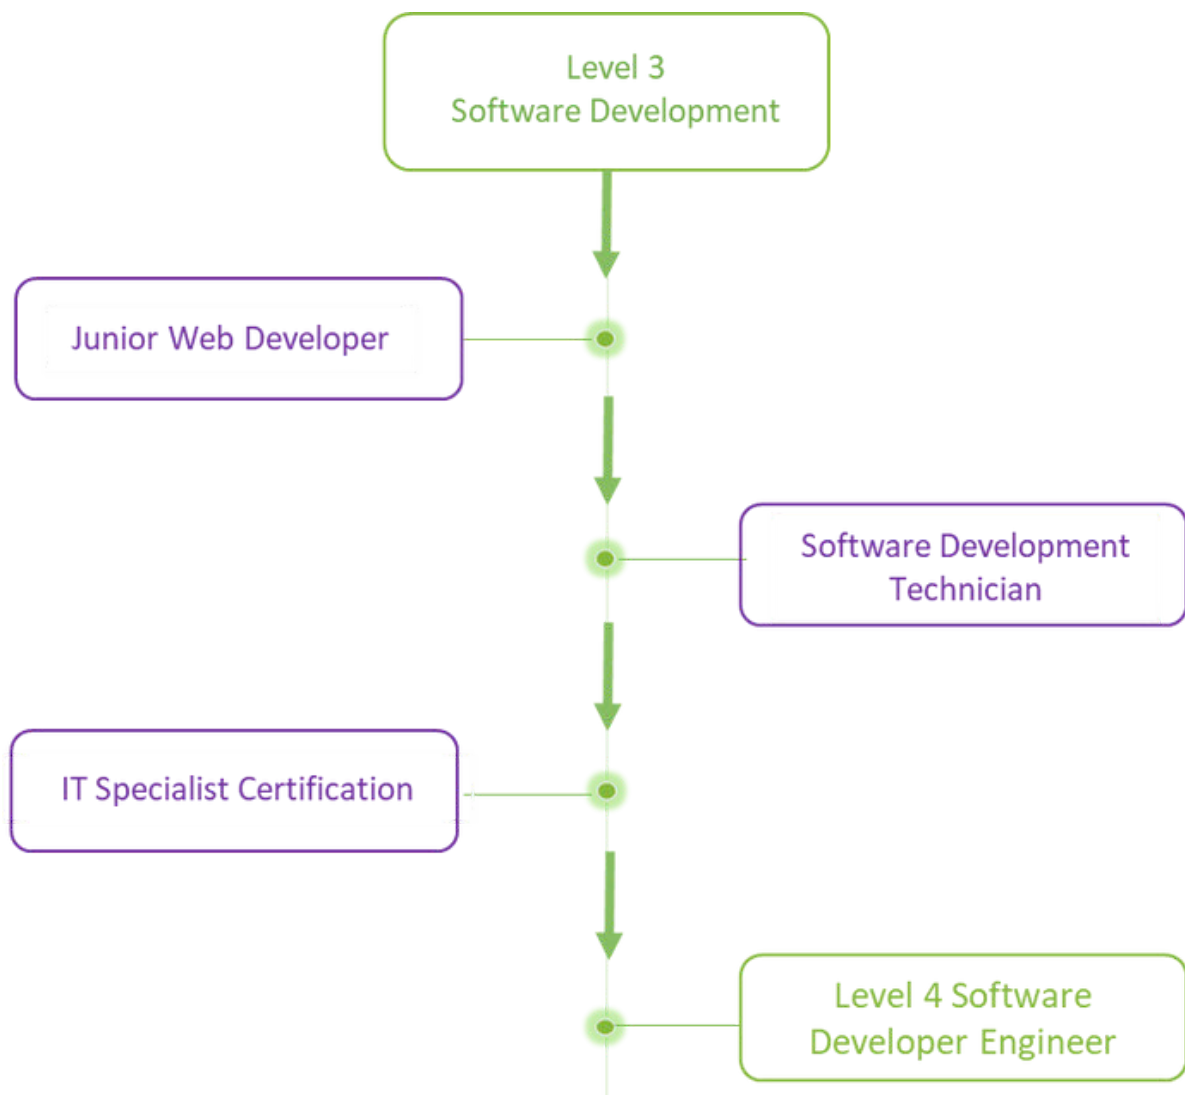 Level 3
Software Development
Junior Web Developer
Software Development
Technician
IT Specialist Certification
Level 4 Software
Developer Engineer